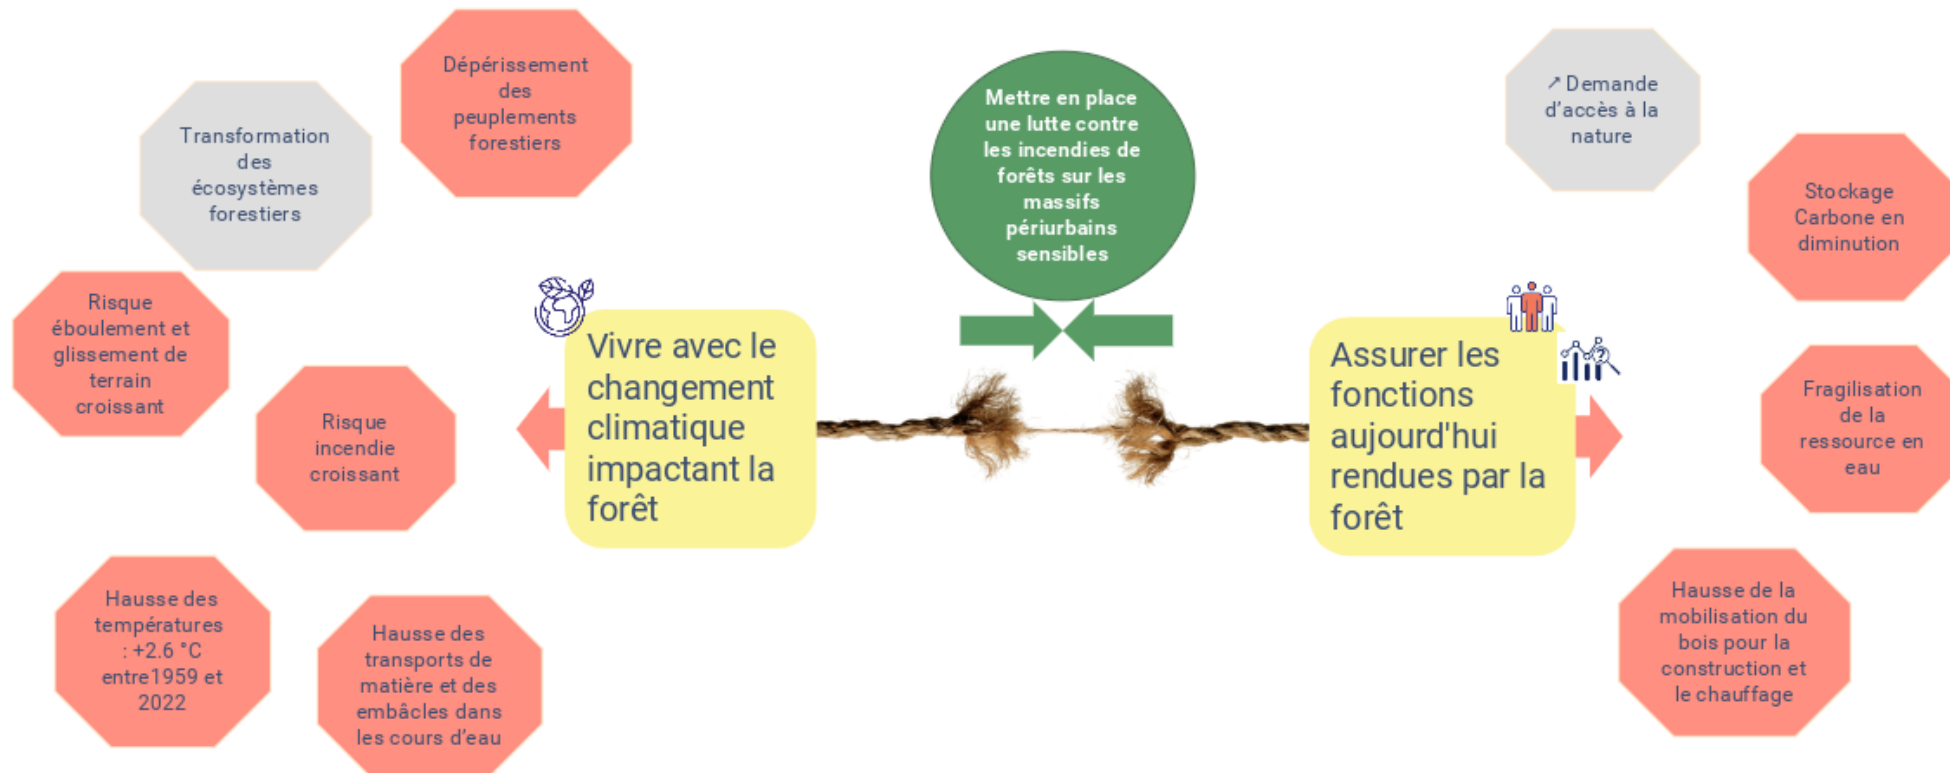 Dépérissement
des
peuplements
forestiers
Transformation
des
écosystèmes
forestiers
Risque
éboulement et
glissement de
terrain
croissant
Risque
incendie
croissant
Hausse des
températures
: +2.6 °C
entre1959 et
2022
Hausse des
transports de
matière et des
embâcles dans
les cours d'eau
Vivre avec le
changement
climatique
impactant la
forêt
Mettre en place
une lutte contre
les incendies de
forêts sur les
massifs
périurbains
sensibles
Assurer les
fonctions
aujourd'hui
rendues par la
forêt
?
↗ Demande
d'accès à la
nature
Stockage
Carbone en
diminution
Fragilisation
de la
ressource en
eau
Hausse de la
mobilisation du
bois pour la
construction et
le chauffage